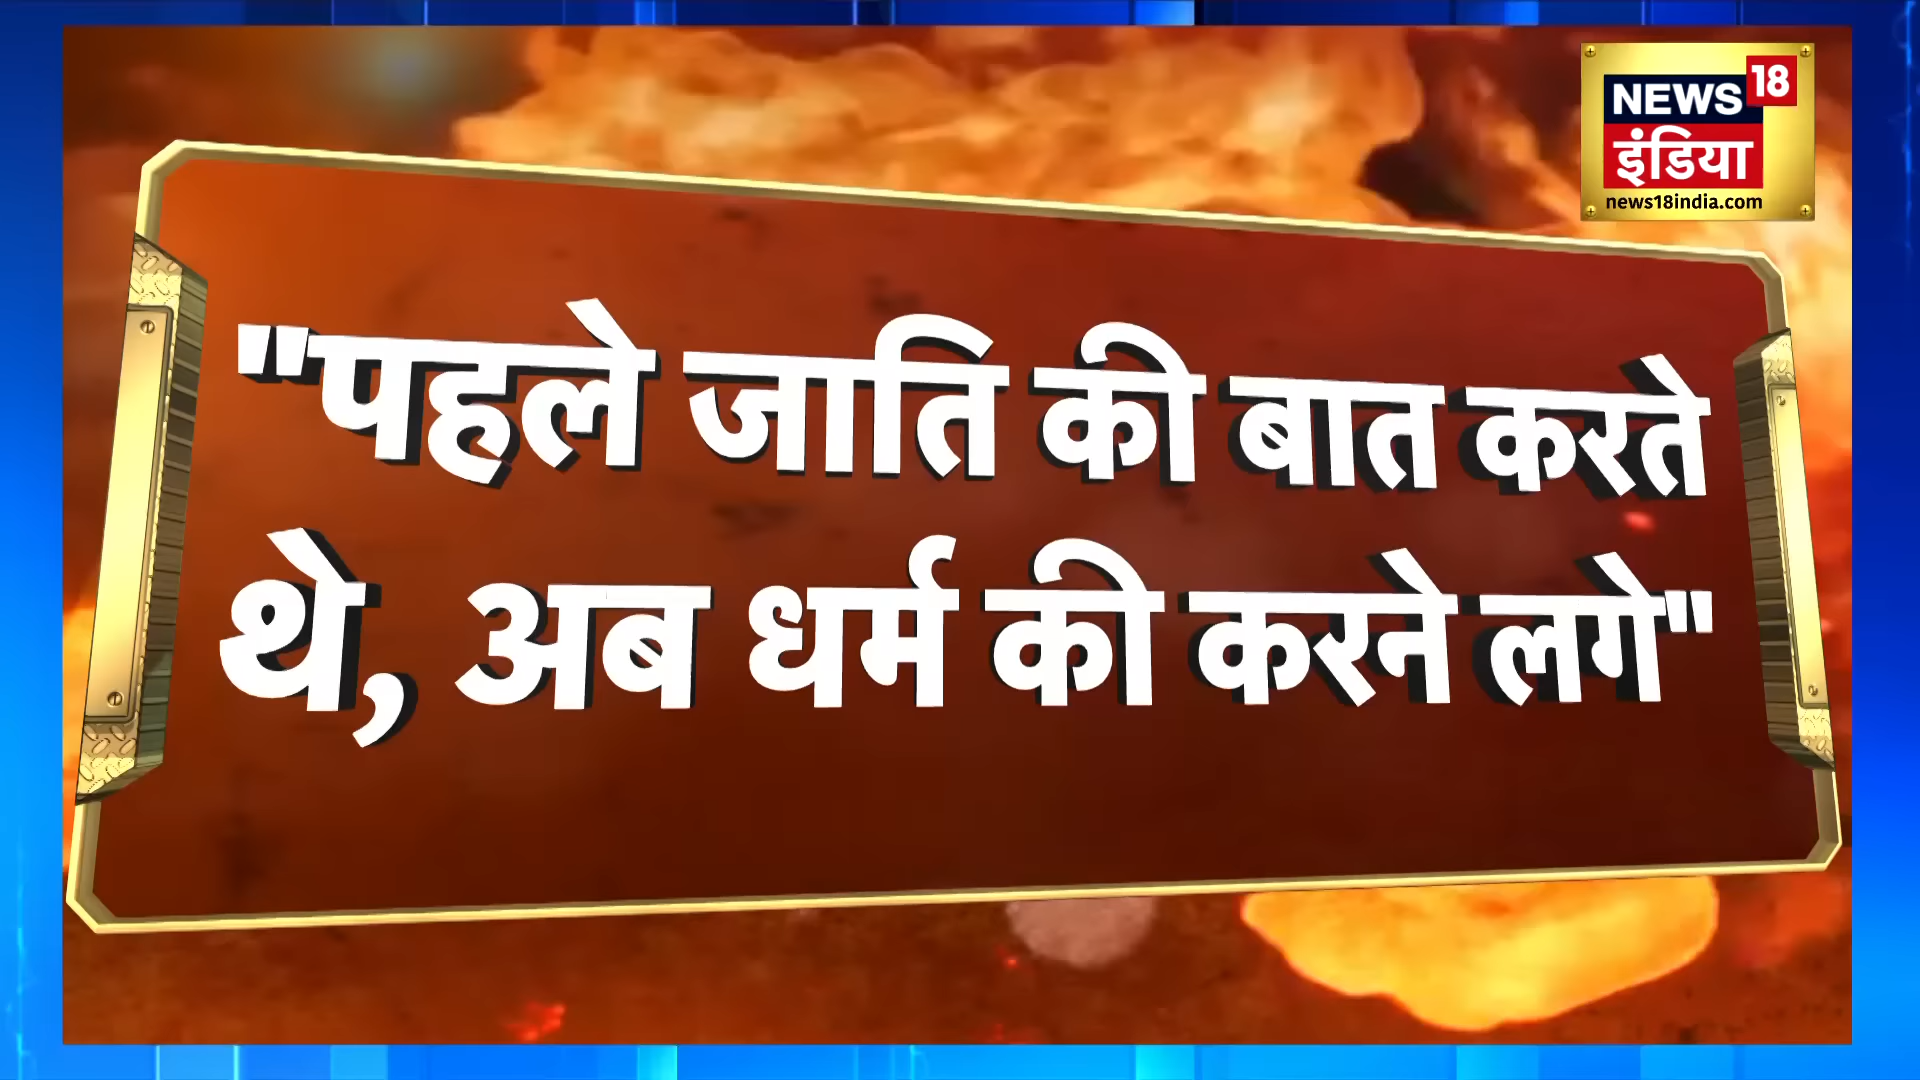 NEWS 18
इंडिया
news18india.com
"पहले जाति की बात करते
थे, अब धर्म की करने लगे"